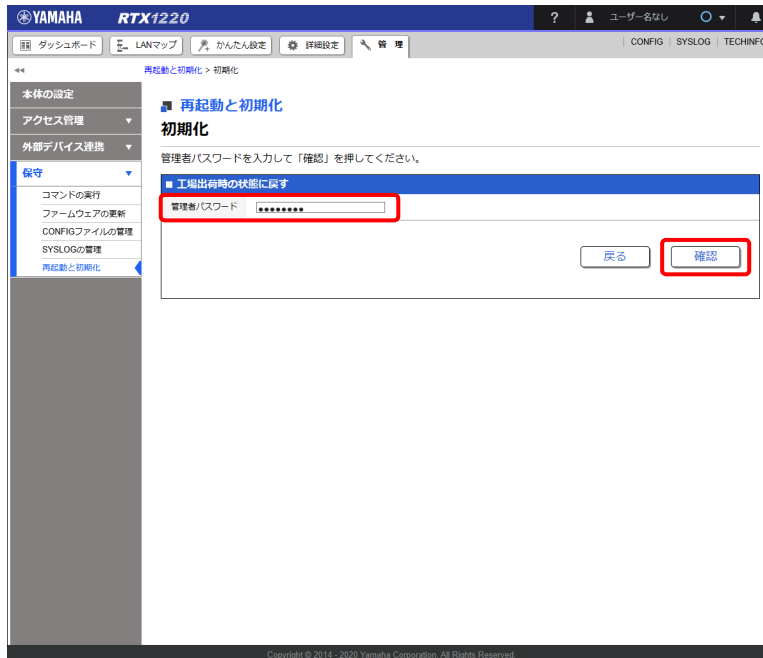 YAMAHA RTX1220 ? ユーザーなし
ダッシュボード LANマップ かんたん設定 詳細設定 管理 CONFIG SYSLOG TECHINFO
再起動と初期化 > 初期化
本体の設定
アクセス管理
外部デバイス連携
保守
コマンドの実行
ファームウェアの更新
CONFIGファイルの管理
SYSLOGの管理
再起動と初期化
再起動と初期化
初期化
管理者パスワードを入力して「確認」を押してください。
工場出荷時の状態に戻す
管理者パスワード ●●●●●●●●
戻る 確認
Copyright © 2014 - 2020 Yamaha Corporation. All Rights Reserved.